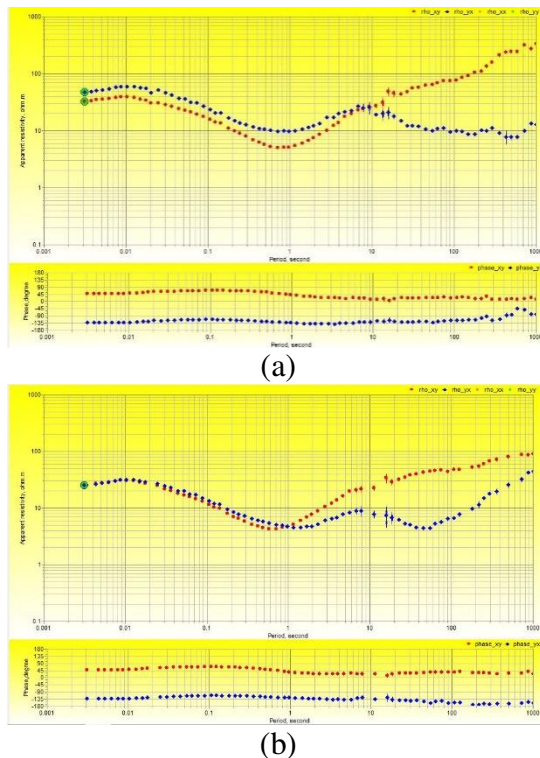 rho_xy rho_yx rho_xx rho_yy
1000
100
10
1
0.1
Apparent resistivity, ohm.m
0.001 0.01 0.1 1 10 100 1000
Period, second
phase_xy phase_yx
180
135
90
45
0
-45
-90
-135
-180
Phase,degree
0.001 0.01 0.1 1 10 100 1000
(a)
rho_xy rho_yx rho_xx rho_yy
1000
100
10
1
0.1
Apparent resistivity, ohm.m
0.001 0.01 0.1 1 10 100 1000
Period, second
phase_xy phase_yx
180
135
90
45
0
-45
-90
-135
-180
Phase,degree
0.001 0.01 0.1 1 10 100 1000
(b)